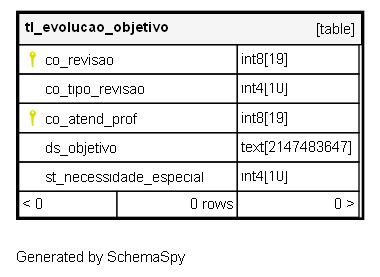 tl_evolucao_objetivo [table]
co_revisao int8[19]
co_tipo_revisao int4[10]
co_atend_prof int8[19]
ds_objetivo text[2147483647]
st_necessidade_especial int4[10]
< 0 0 rows 0 >
Generated by SchemaSpy